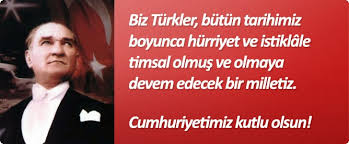 Biz Türkler, bütün tarihimiz
boyunca hürriyet ve istiklâle
timsal olmuş ve olmaya
devem edecek bir milletiz.
Cumhuriyetimiz kutlu olsun!